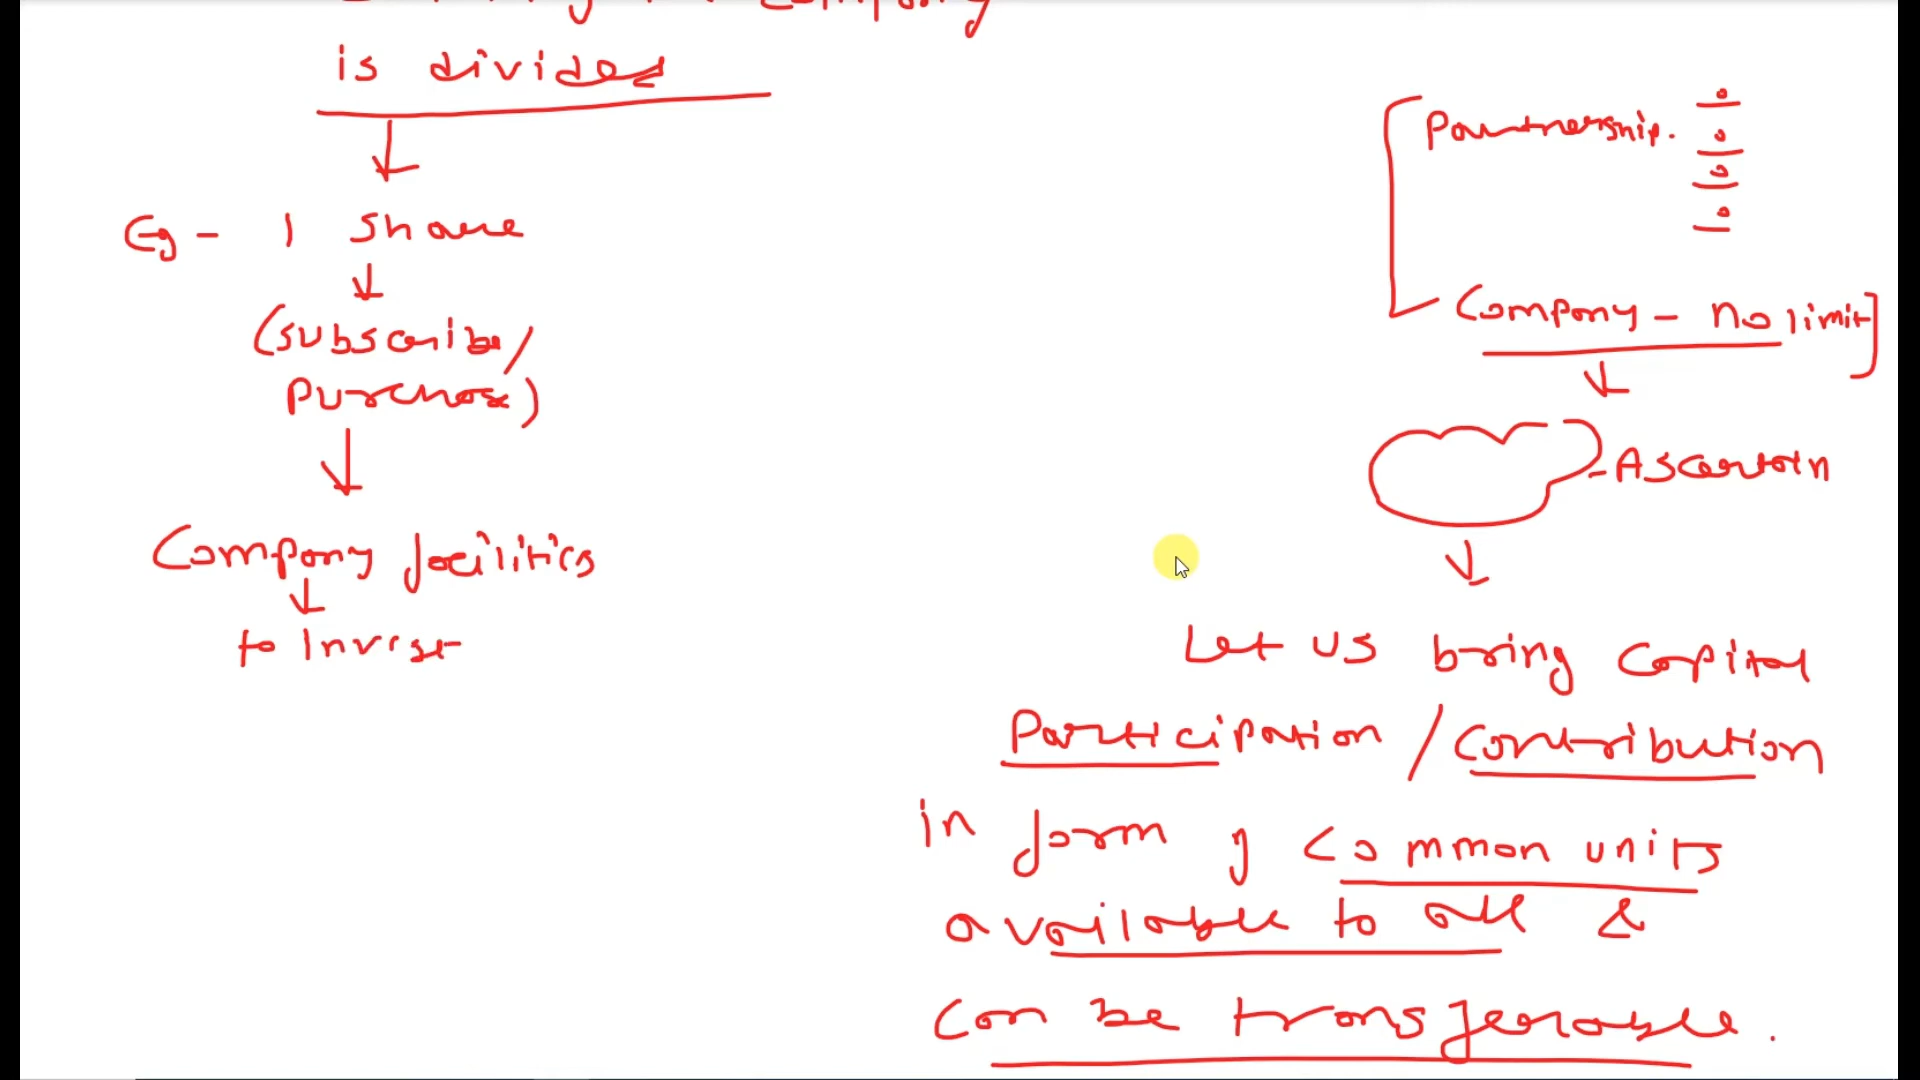 Company
is divided
Eg - 1 Share
(Subscribe/
Purchase)
Company facilities
to Invest
Partnership.
Company - No limit]
- Ascertain
Let us bring Capital
Participation / Contribution
in form of Common units
available to all &
Can be transferable.